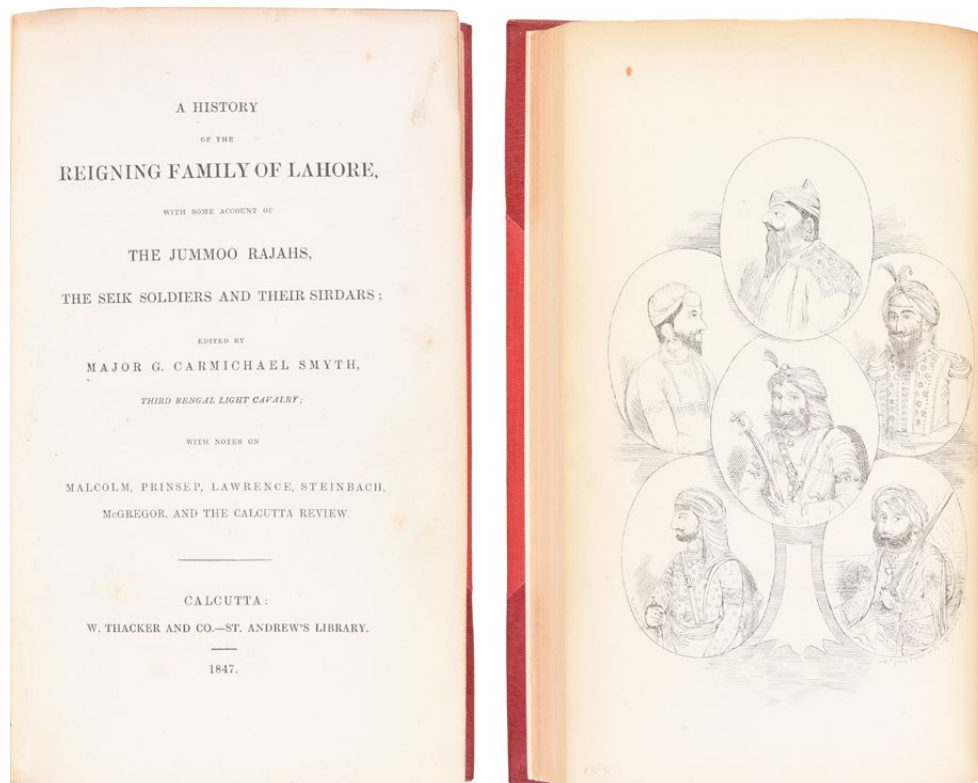 A HISTORY
OF THE
REIGNING FAMILY OF LAHORE,
WITH SOME ACCOUNT OF
THE JUMMOO RAJAHS,
THE SEIK SOLDIERS AND THEIR SIRDARS;
EDITED BY
MAJOR G. CARMICHAEL SMYTH,
THIRD BENGAL LIGHT CAVALRY;
WITH NOTES ON
MALCOLM, PRINSEP, LAWRENCE, STEINBACH,
McGREGOR, AND THE CALCUTTA REVIEW.
CALCUTTA:
W. THACKER AND CO.—ST. ANDREW'S LIBRARY.
1847.